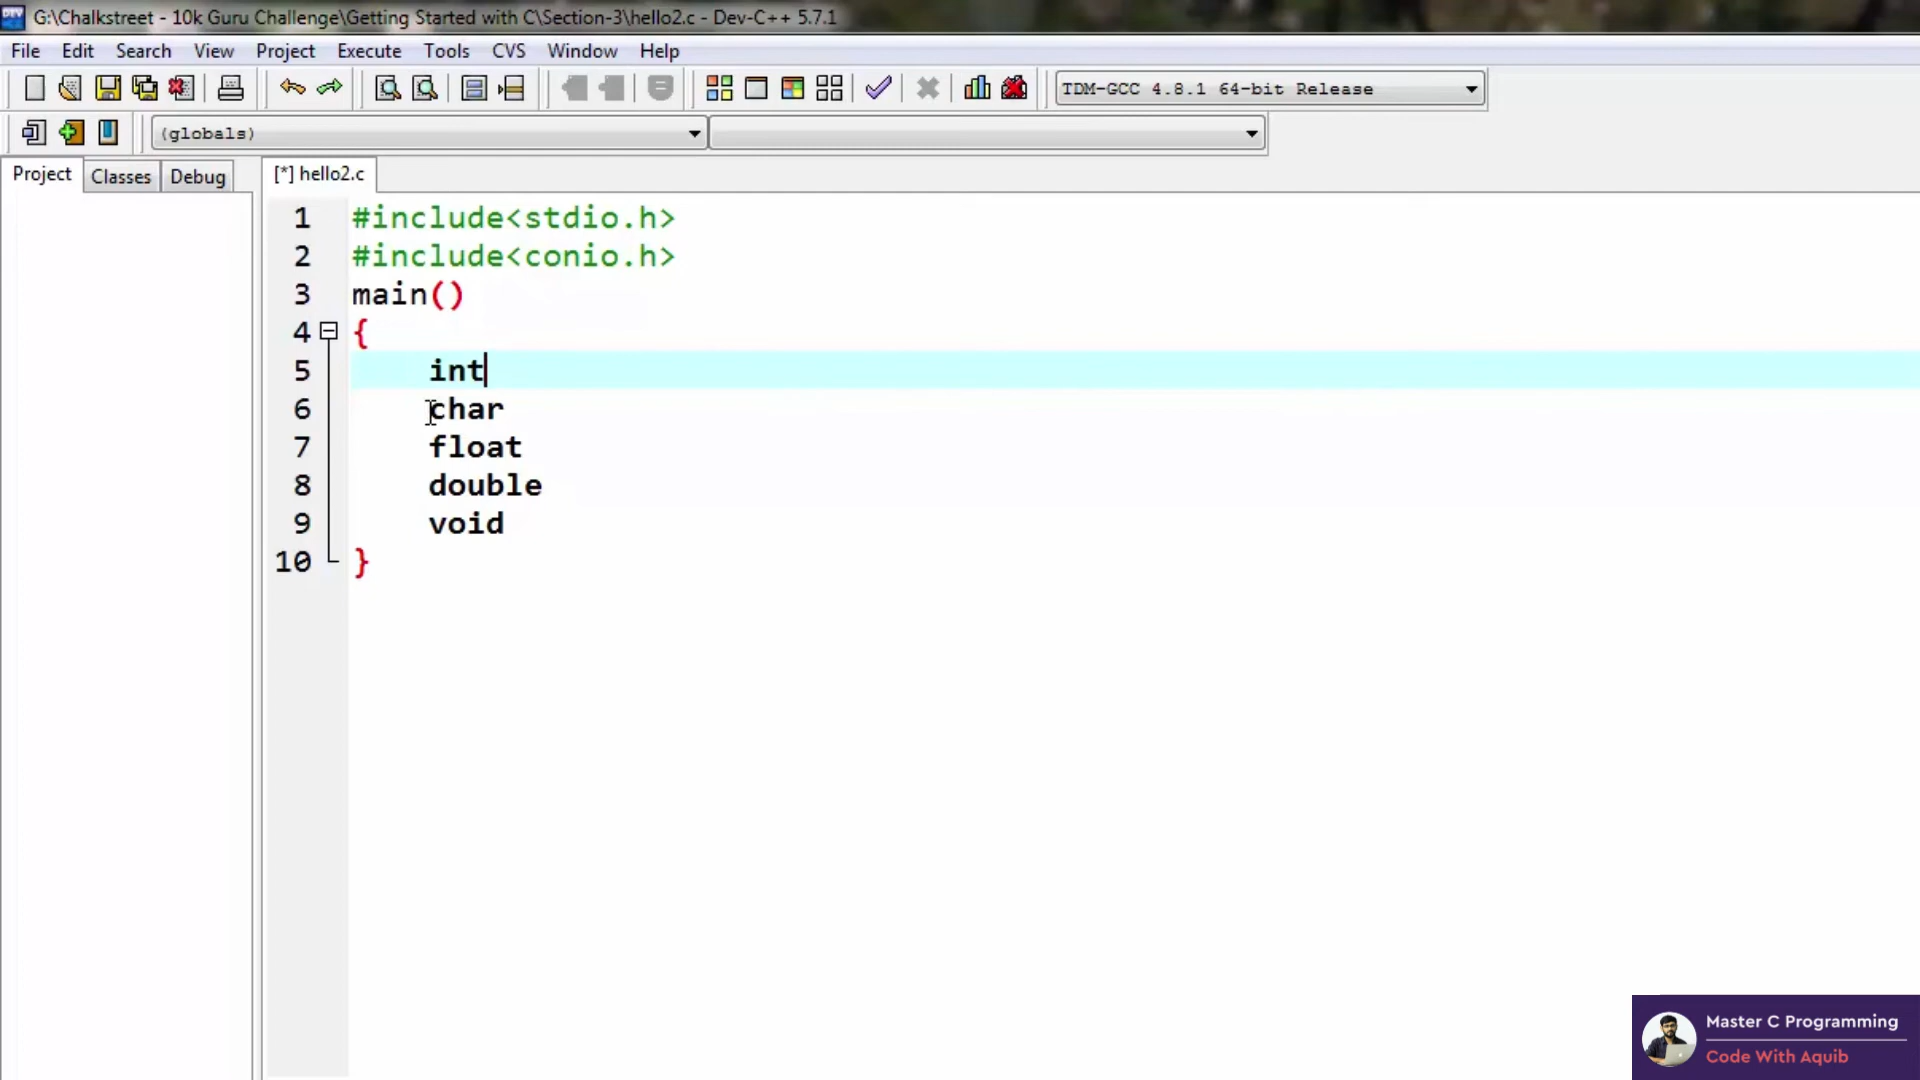 G:\Chalkstreet - 10k Guru Challenge\Getting Started with C\Section-3\hello2.c - Dev-C++ 5.7.1
File Edit Search View Project Execute Tools CVS Window Help
TDM-GCC 4.8.1 64-bit Release
(globals)
Project Classes Debug
[*] hello2.c
1 #include<stdio.h>
2 #include<conio.h>
3 main()
4 {
5 int
6 char
7 float
8 double
9 void
10 }
Master C Programming
Code With Aquib